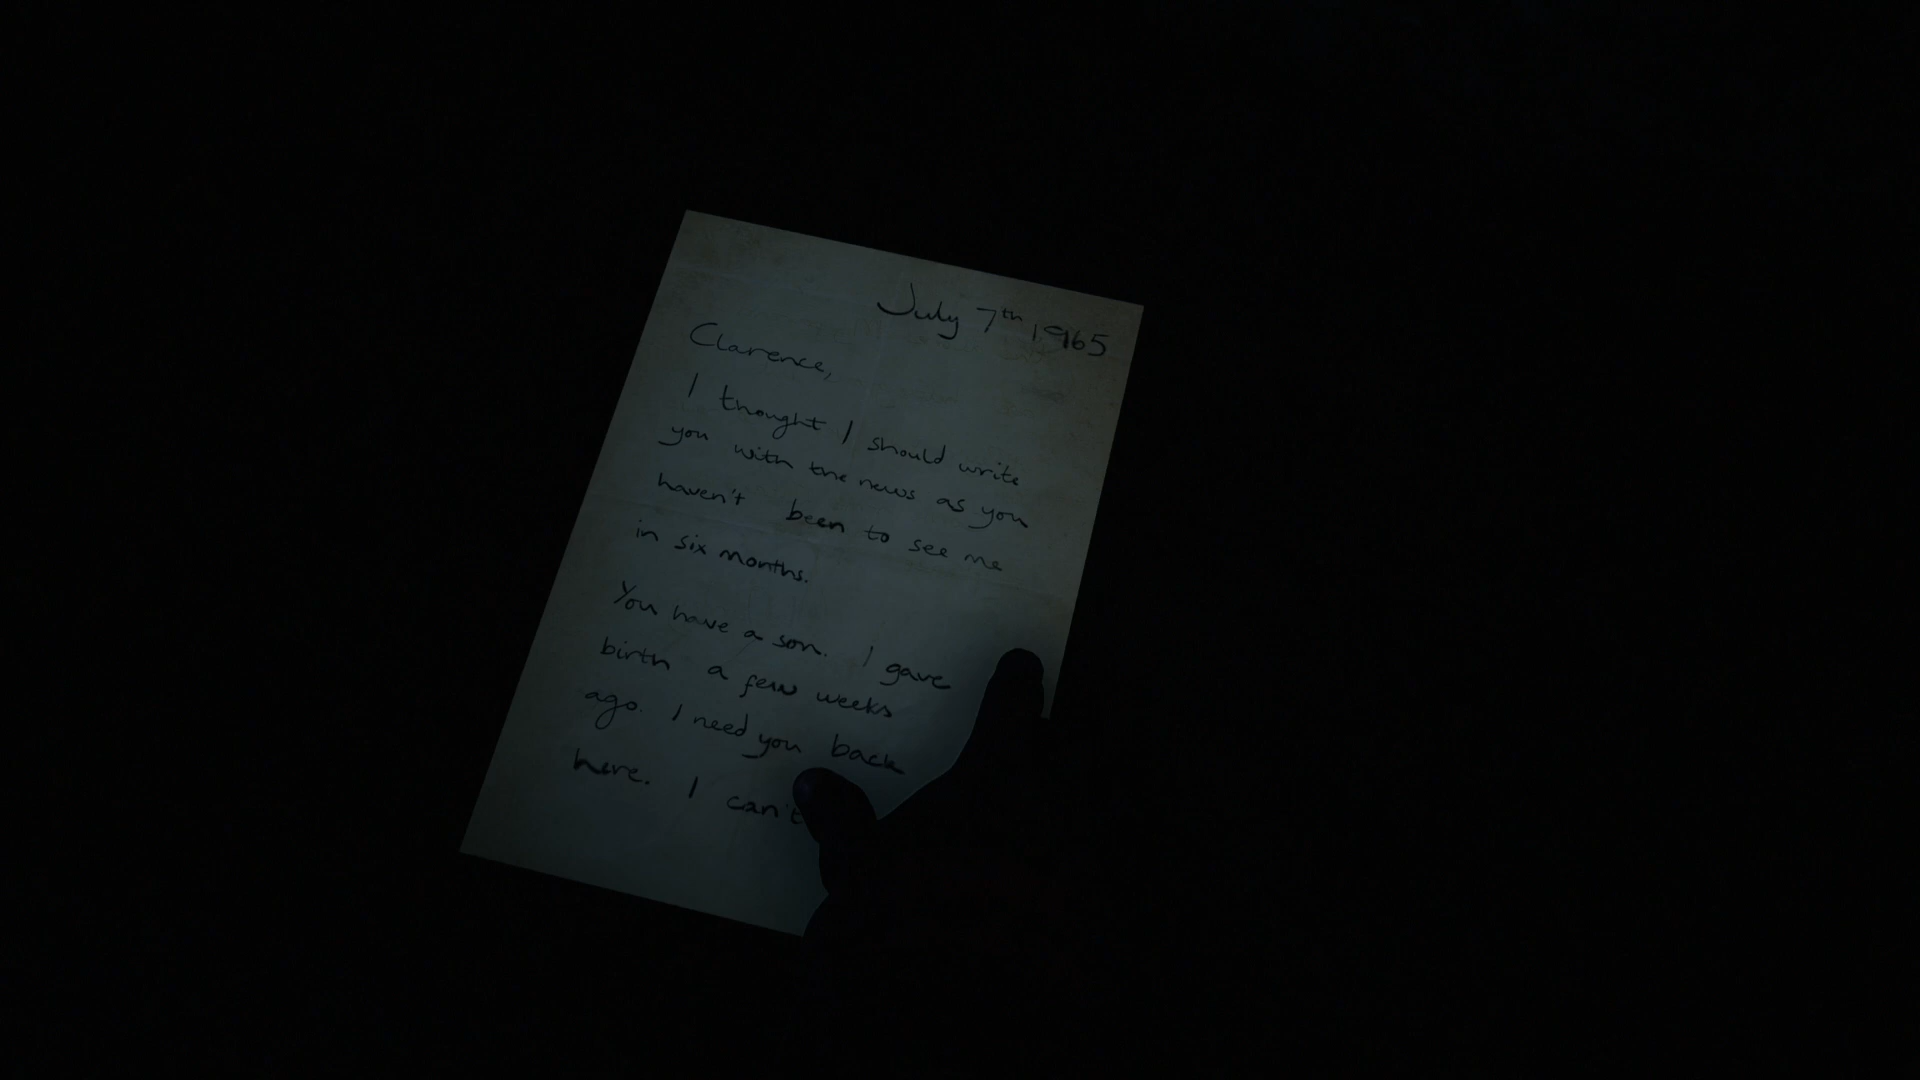 July 7th 1965
Clarence,
I thought I should write
you with the news as you
haven't been to see me
in six months.
You have a son. I gave
birth a few weeks
ago. I need you back
here. I can't